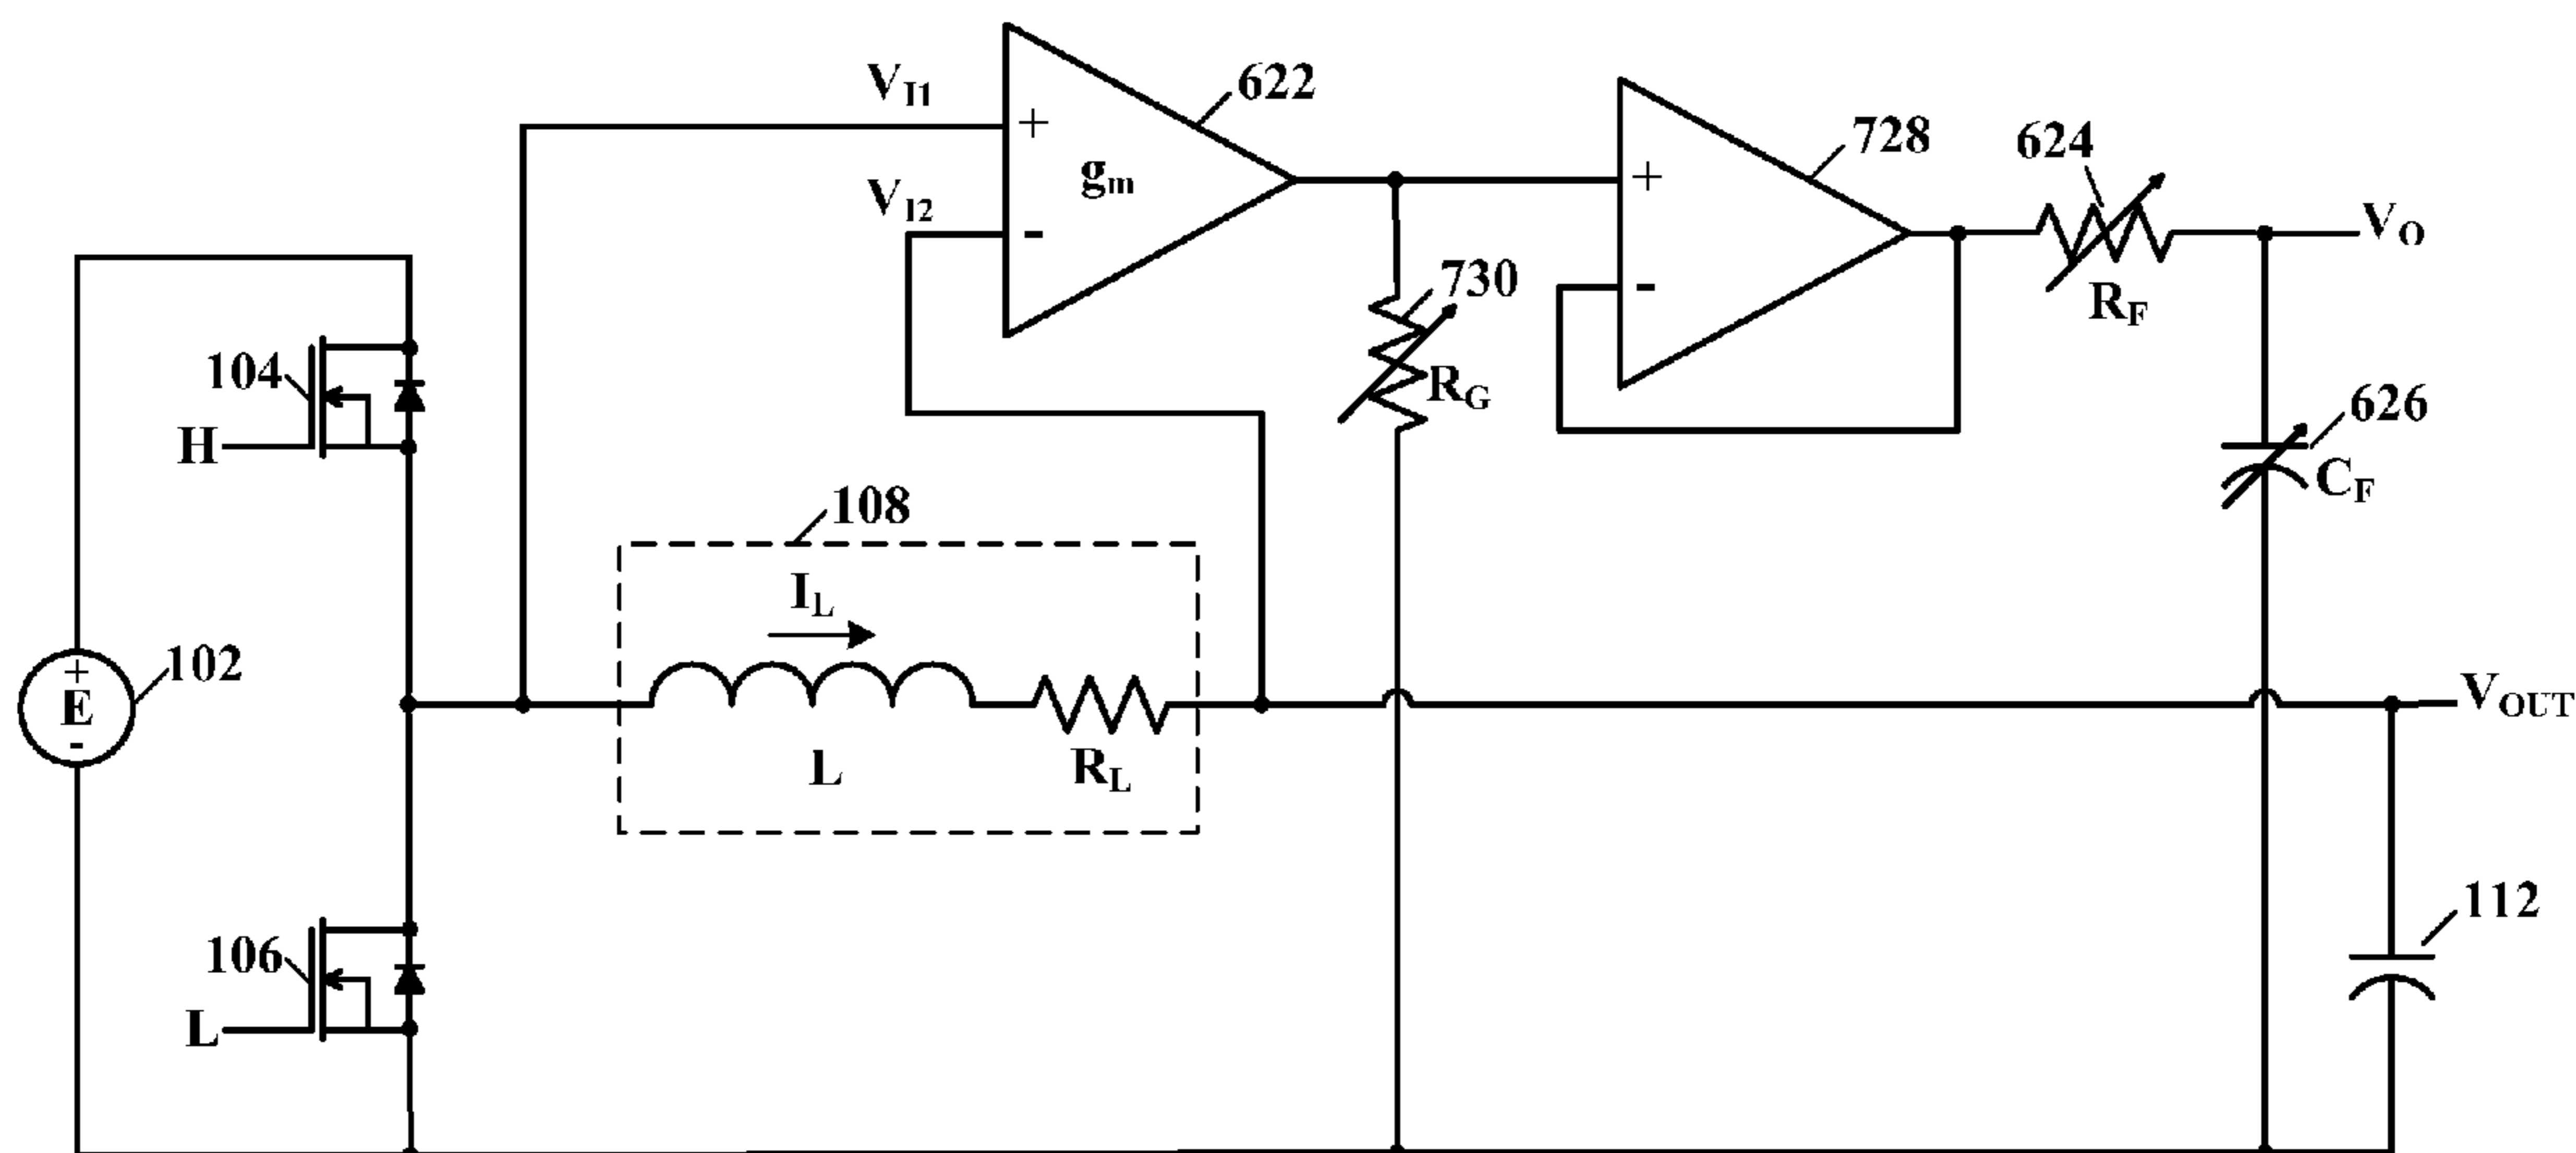 V_I1
+
622
g_m
V_I2
-
+
728
-
624
R_F
V_O
730
R_G
626
C_F
104
H
108
I_L
L
R_L
+
E
-
102
V_OUT
106
L
112